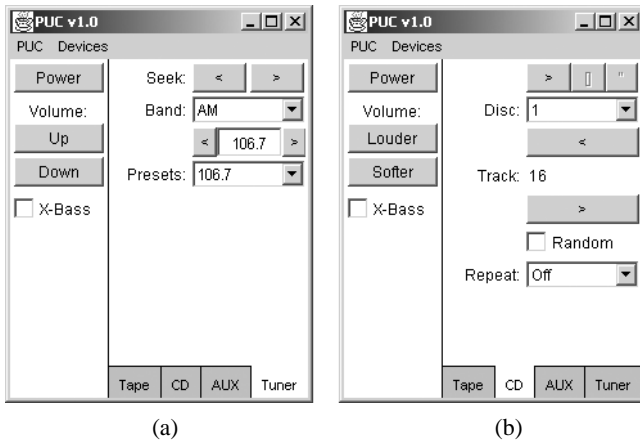 PUC v1.0
PUC Devices
Power
Volume:
Up
Down
X-Bass
Seek: < >
Band: AM
< 106.7 >
Presets: 106.7
Tape CD AUX Tuner
(a)
PUC v1.0
PUC Devices
Power
Volume:
Louder
Softer
X-Bass
> [] "
Disc: 1
<
Track: 16
>
Random
Repeat: Off
Tape CD AUX Tuner
(b)